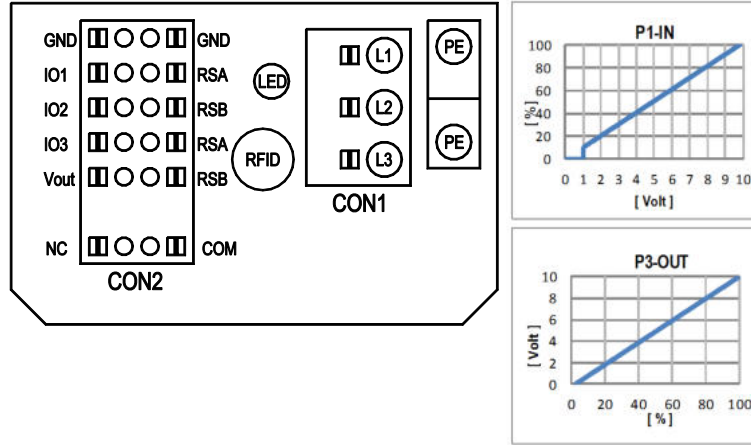 GND GND
IO1 RSA
IO2 RSB
IO3 RSA
Vout RSB
NC COM
CON2
LED
RFID
L1
L2
L3
CON1
PE
PE
P1-IN
[ % ]
100
80
60
40
20
0
0 1 2 3 4 5 6 7 8 9 10
[ Volt ]
P3-OUT
[ Volt ]
10
8
6
4
2
0
0 20 40 60 80 100
[ % ]